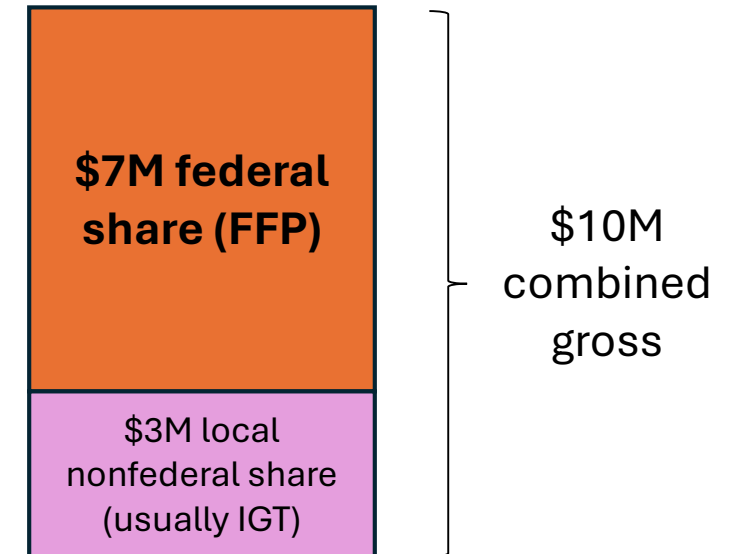 $7M federal
share (FFP)
$10M
combined
gross
$3M local
nonfederal share
(usually IGT)